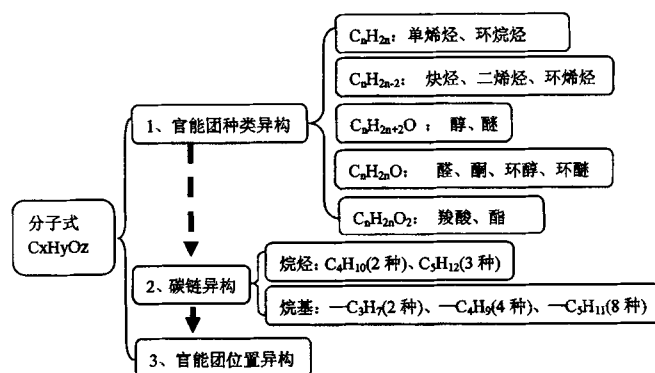 CₙH₂ₙ：单烯烃、环烷烃
CₙH₂ₙ₋₂：炔烃、二烯烃、环烯烃
1、官能团种类异构
CₙH₂ₙ₊₂O：醇、醚
CₙH₂ₙO：醛、酮、环醇、环醚
CₙH₂ₙO₂：羧酸、酯
分子式
CxHyOz
2、碳链异构
烷烃：C₄H₁₀(2 种)、C₅H₁₂(3 种)
烷基：—C₃H₇(2 种)、—C₄H₉(4 种)、—C₅H₁₁(8 种)
3、官能团位置异构